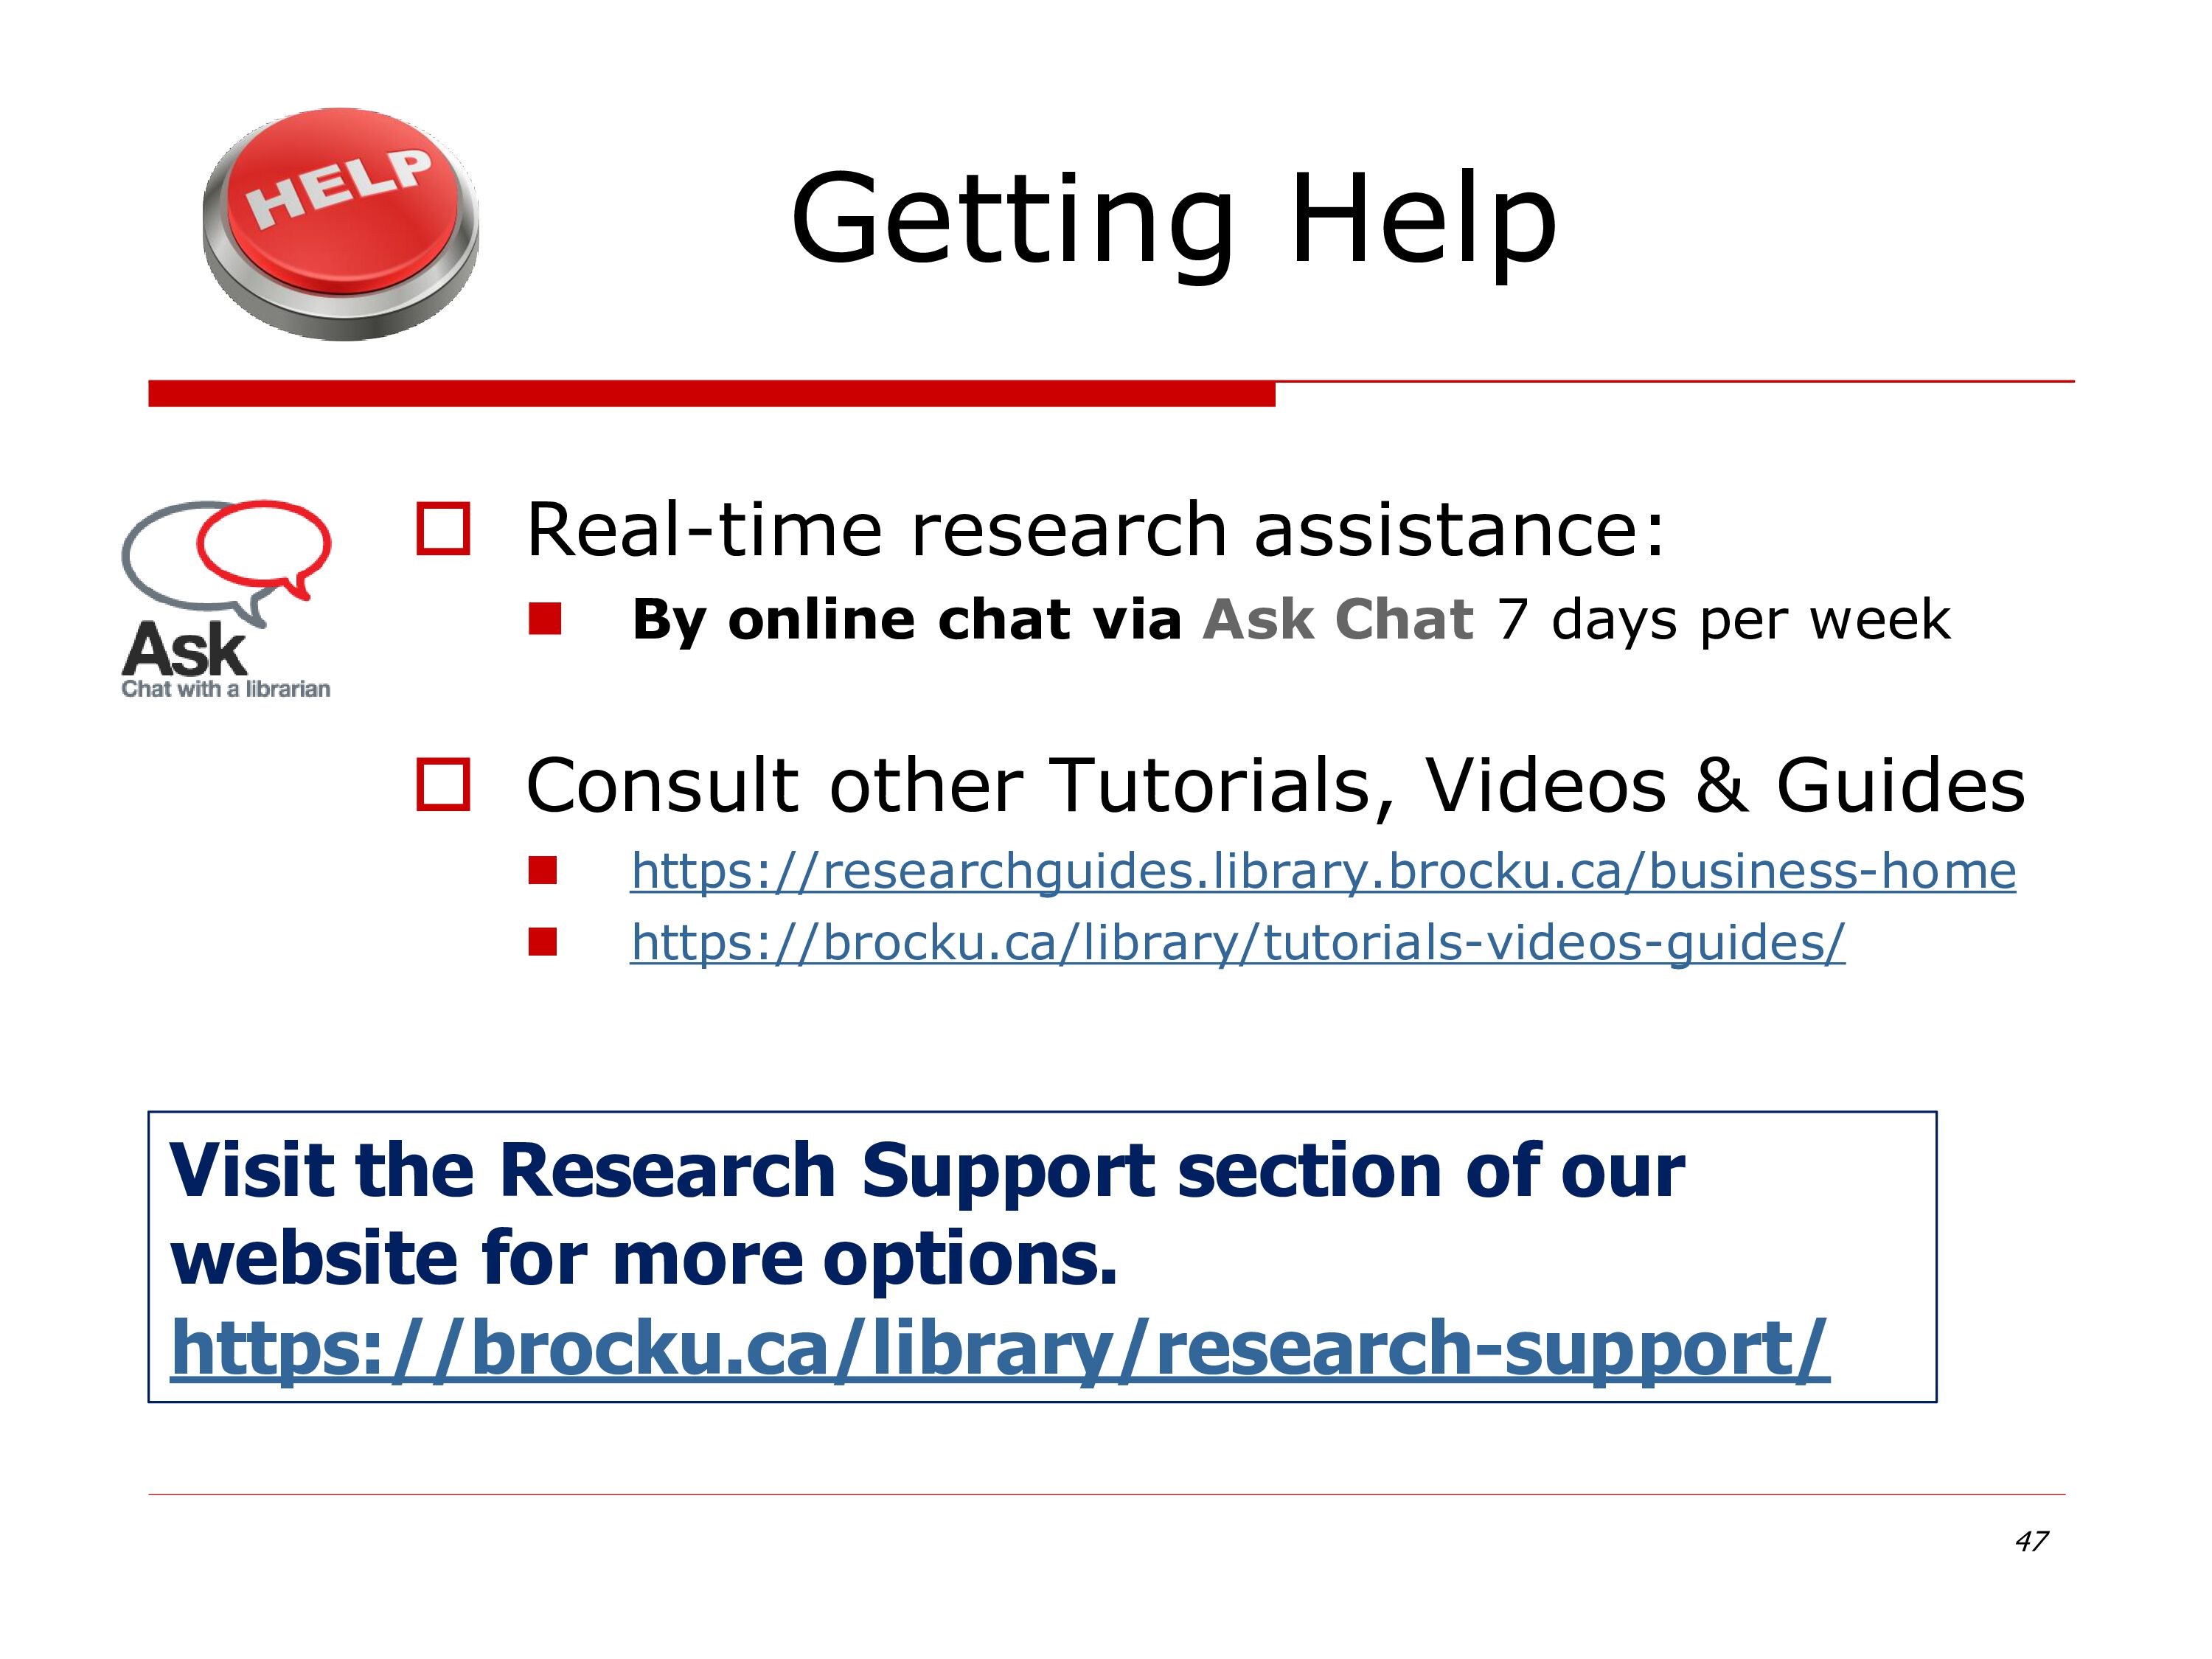 HELP
Getting Help
Real-time research assistance:
By online chat via Ask Chat 7 days per week
Ask
Chat with a librarian
Consult other Tutorials, Videos & Guides
https://researchguides.library.brocku.ca/business-home
https://brocku.ca/library/tutorials-videos-guides/
Visit the Research Support section of our
website for more options.
https://brocku.ca/library/research-support/
47